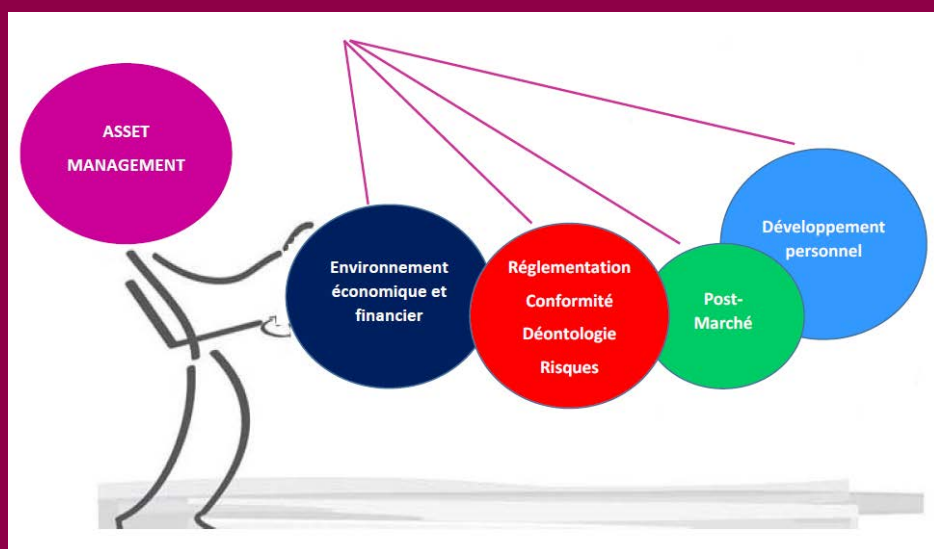 ASSET
MANAGEMENT
Environnement
économique et
financier
Réglementation
Conformité
Déontologie
Risques
Post-
Marché
Développement
personnel